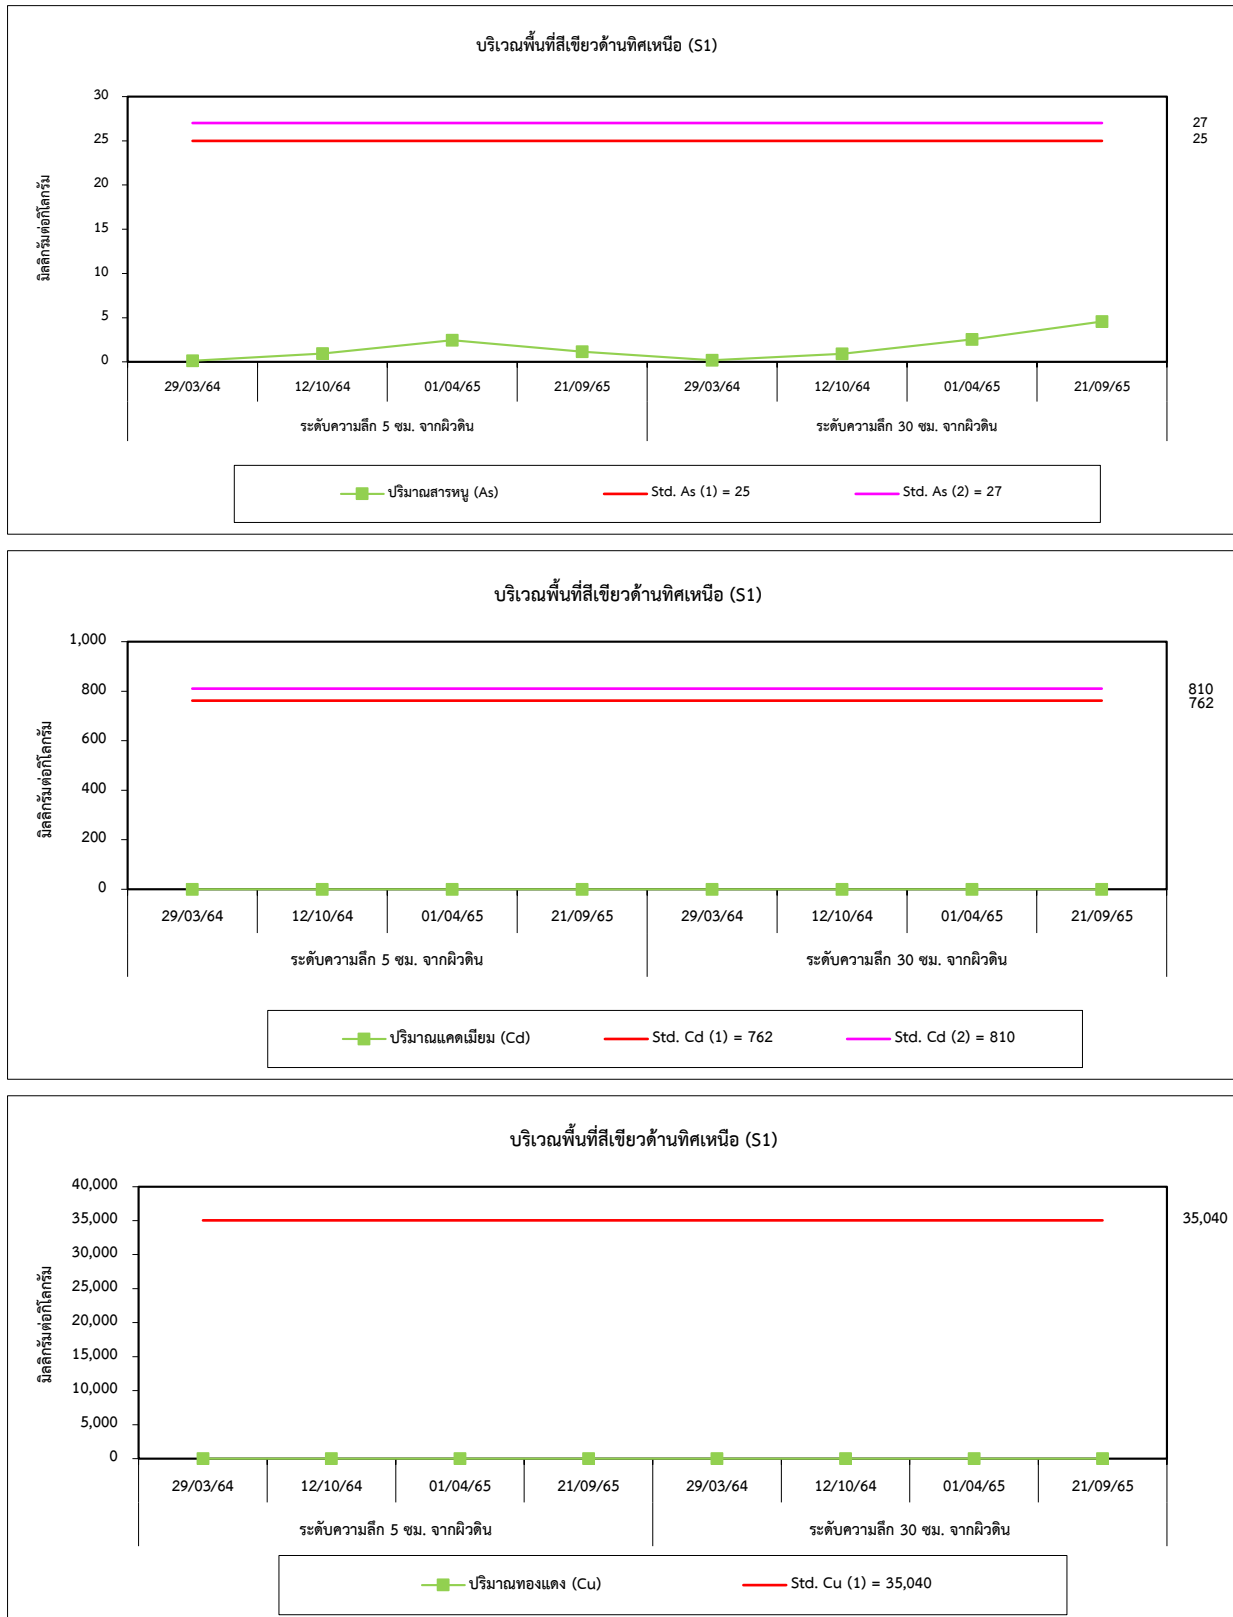 บริเวณพื้นที่สีเขียวด้านทิศเหนือ (S1)
มิลลิกรัมต่อกิโลกรัม
30
25
20
15
10
5
0
27
25
29/03/64 12/10/64 01/04/65 21/09/65 29/03/64 12/10/64 01/04/65 21/09/65
ระดับความลึก 5 ซม. จากผิวดิน ระดับความลึก 30 ซม. จากผิวดิน
ปริมาณสารหนู (As) Std. As (1) = 25 Std. As (2) = 27
บริเวณพื้นที่สีเขียวด้านทิศเหนือ (S1)
มิลลิกรัมต่อกิโลกรัม
1,000
800
600
400
200
0
810
762
29/03/64 12/10/64 01/04/65 21/09/65 29/03/64 12/10/64 01/04/65 21/09/65
ระดับความลึก 5 ซม. จากผิวดิน ระดับความลึก 30 ซม. จากผิวดิน
ปริมาณแคดเมียม (Cd) Std. Cd (1) = 762 Std. Cd (2) = 810
บริเวณพื้นที่สีเขียวด้านทิศเหนือ (S1)
มิลลิกรัมต่อกิโลกรัม
40,000
35,000
30,000
25,000
20,000
15,000
10,000
5,000
0
35,040
29/03/64 12/10/64 01/04/65 21/09/65 29/03/64 12/10/64 01/04/65 21/09/65
ระดับความลึก 5 ซม. จากผิวดิน ระดับความลึก 30 ซม. จากผิวดิน
ปริมาณทองแดง (Cu) Std. Cu (1) = 35,040